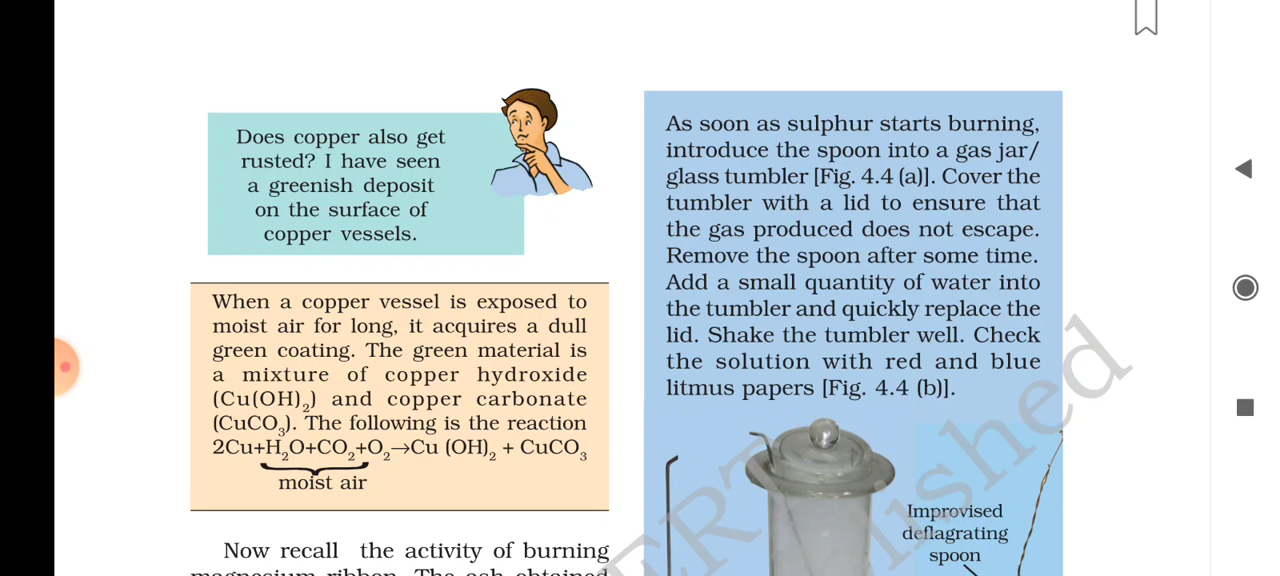 Does copper also get
rusted? I have seen
a greenish deposit
on the surface of
copper vessels.
When a copper vessel is exposed to
moist air for long, it acquires a dull
green coating. The green material is
a mixture of copper hydroxide
(Cu(OH)₂) and copper carbonate
(CuCO₃). The following is the reaction
2Cu+H₂O+CO₂+O₂→Cu (OH)₂ + CuCO₃
moist air
Now recall the activity of burning
magnesium ribbon. The ash obtained
As soon as sulphur starts burning,
introduce the spoon into a gas jar/
glass tumbler [Fig. 4.4 (a)]. Cover the
tumbler with a lid to ensure that
the gas produced does not escape.
Remove the spoon after some time.
Add a small quantity of water into
the tumbler and quickly replace the
lid. Shake the tumbler well. Check
the solution with red and blue
litmus papers [Fig. 4.4 (b)].
Improvised
deflagrating
spoon